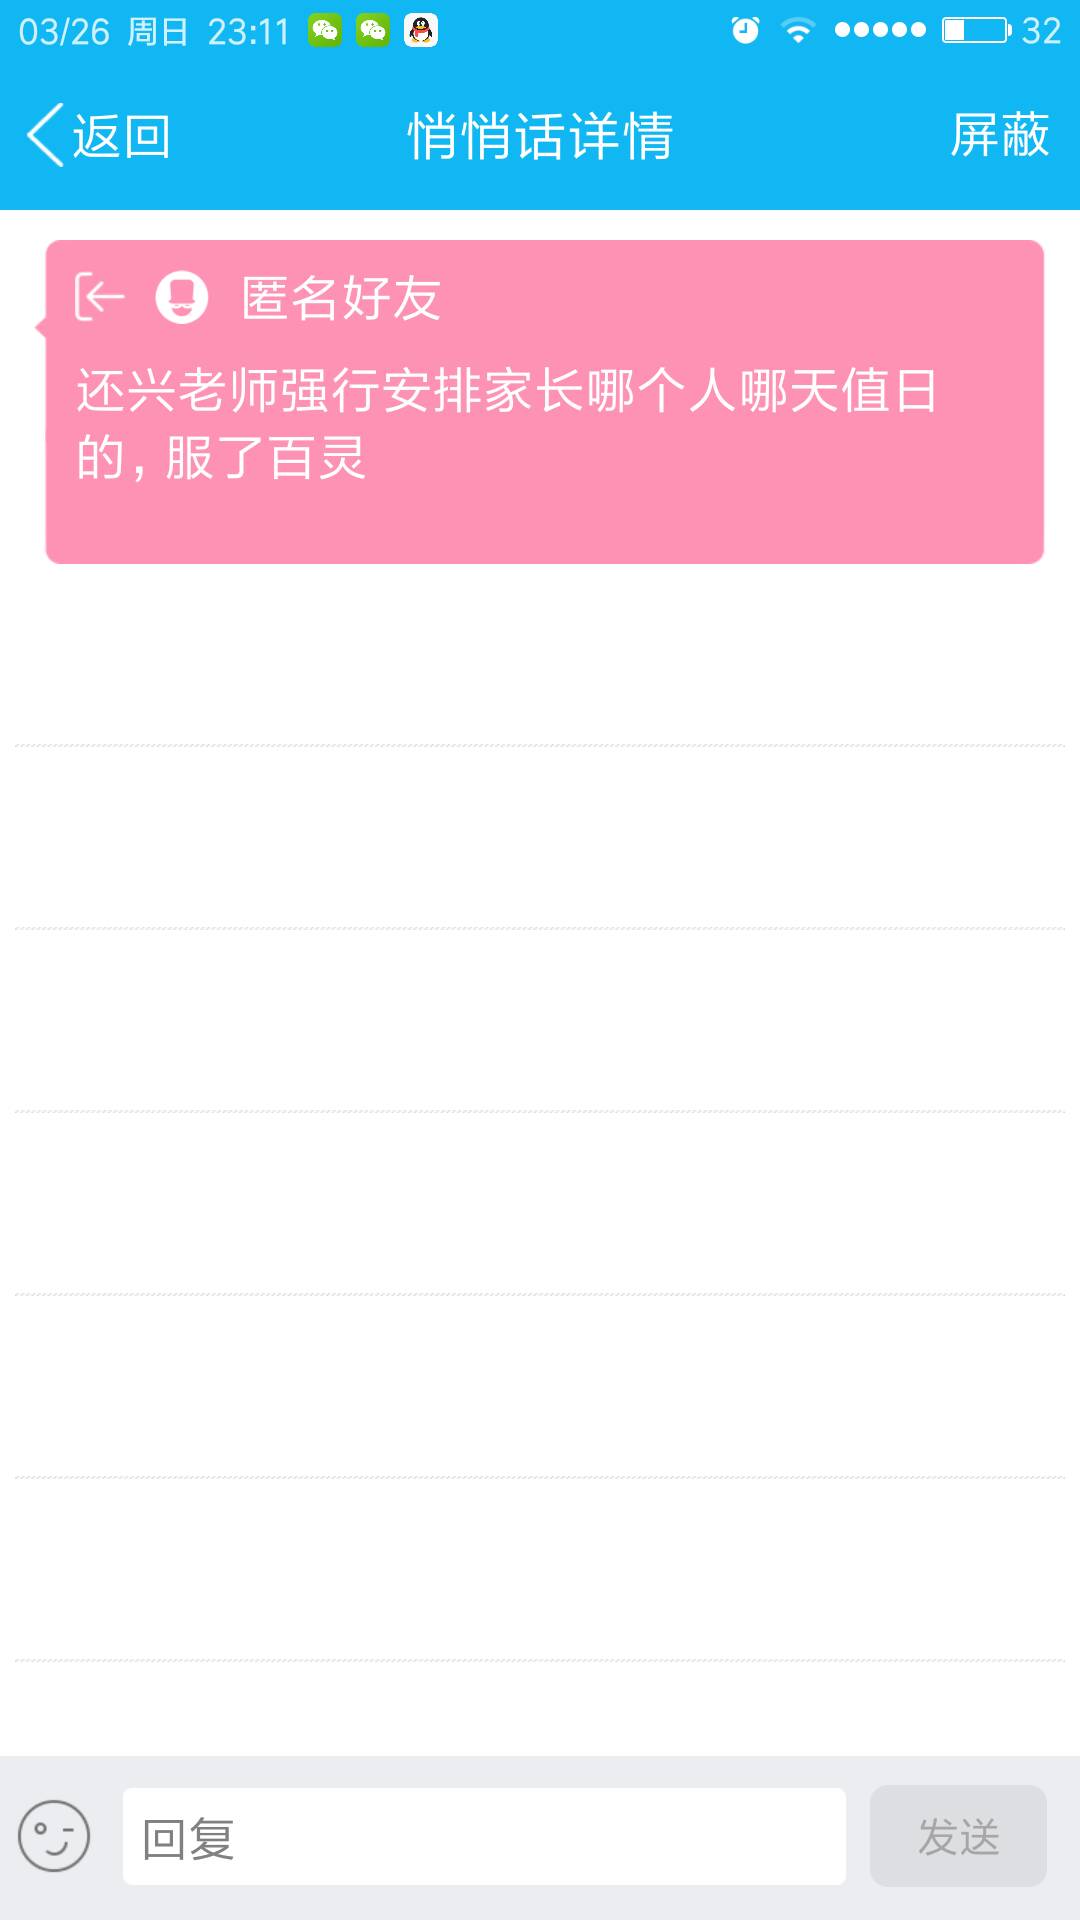 03/26 周日 23:11 32
返回 悄悄话详情 屏蔽
匿名好友
还兴老师强行安排家长哪个人哪天值日
的，服了百灵
回复 发送